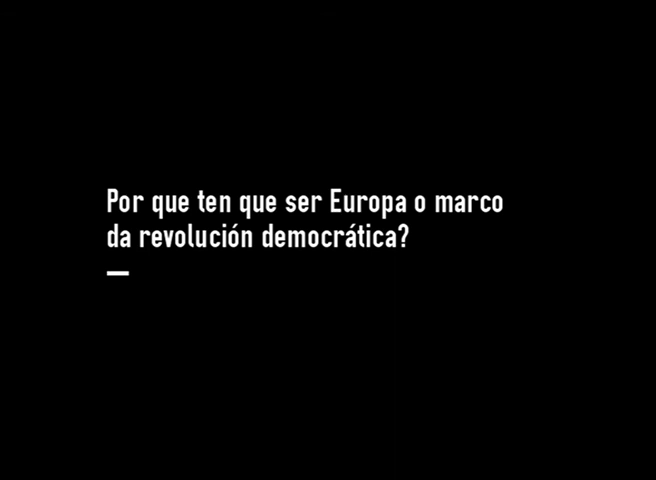 Por que ten que ser Europa o marco
da revolución democrática?